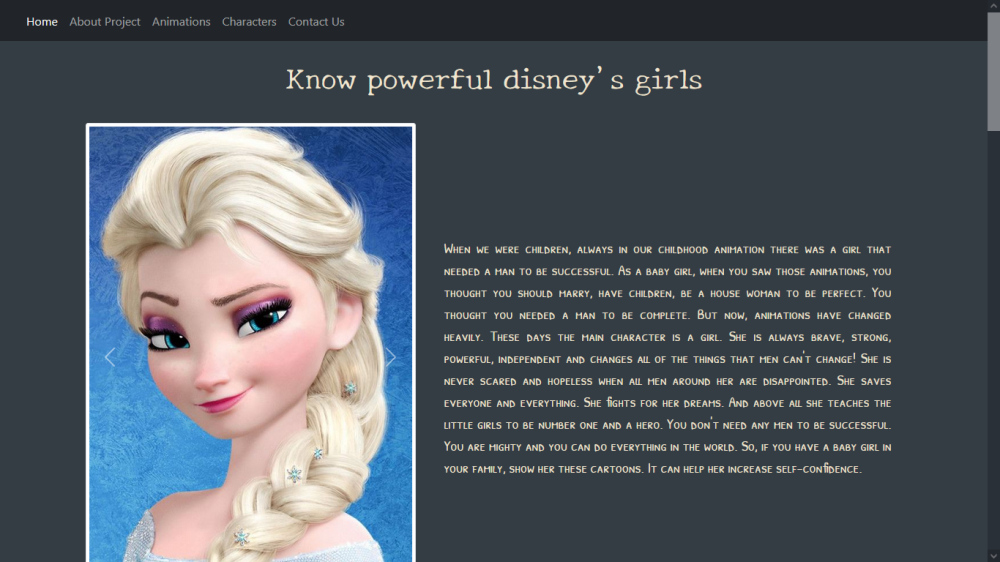 Home About Project Animations Characters Contact Us
Know powerful disney's girls
When we were children, always in our childhood animation there was a girl that
needed a man to be successful. As a baby girl, when you saw those animations, you
thought you should marry, have children, be a house woman to be perfect. You
thought you needed a man to be complete. But now, animations have changed
heavily. These days the main character is a girl. She is always brave, strong,
powerful, independent and changes all of the things that men can't change! She is
never scared and hopeless when all men around her are disappointed. She saves
everyone and everything. She fights for her dreams. And above all she teaches the
little girls to be number one and a hero. You don't need any men to be successful.
You are mighty and you can do everything in the world. So, if you have a baby girl in
your family, show her these cartoons. It can help her increase self-confidence.